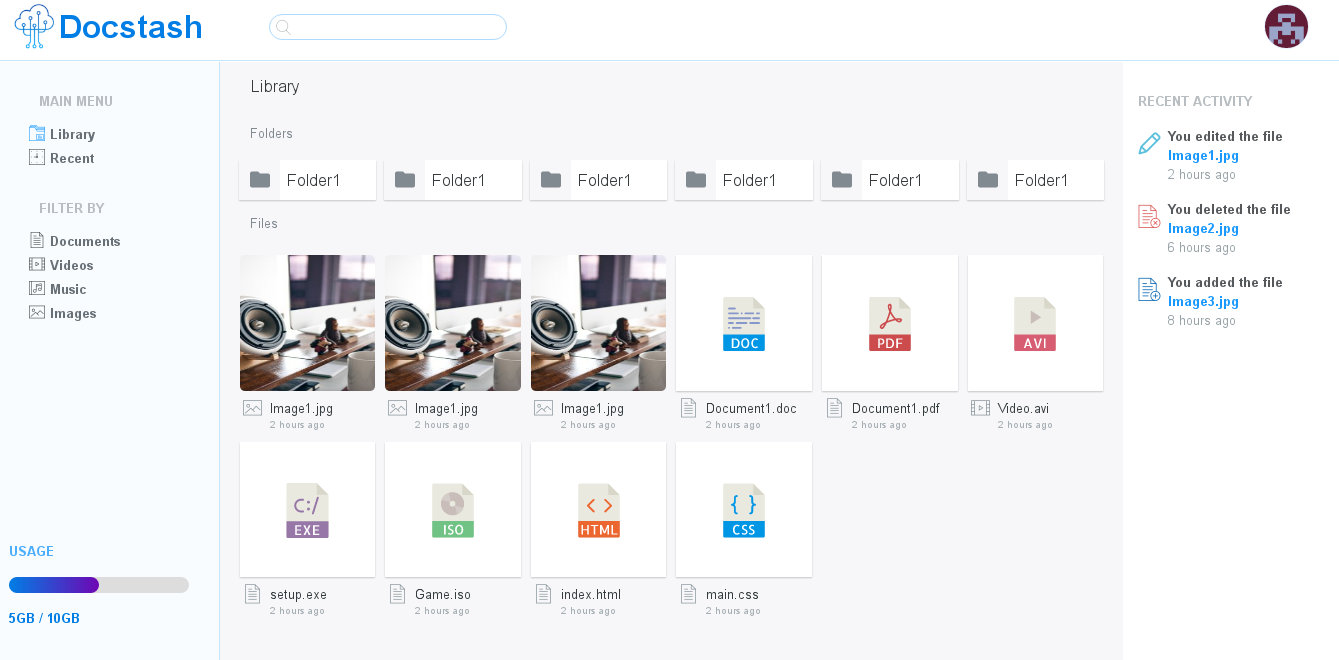 Docstash
MAIN MENU
Library
Recent
FILTER BY
Documents
Videos
Music
Images
USAGE
5GB / 10GB
Library
Folders
Folder1
Folder1
Folder1
Folder1
Folder1
Folder1
Files
DOC
PDF
AVI
Image1.jpg
2 hours ago
Image1.jpg
2 hours ago
Image1.jpg
2 hours ago
Document1.doc
2 hours ago
Document1.pdf
2 hours ago
Video.avi
2 hours ago
C:/
EXE
ISO
HTML
{ }
CSS
setup.exe
2 hours ago
Game.iso
2 hours ago
index.html
2 hours ago
main.css
2 hours ago
RECENT ACTIVITY
You edited the file
Image1.jpg
2 hours ago
You deleted the file
Image2.jpg
6 hours ago
You added the file
Image3.jpg
8 hours ago